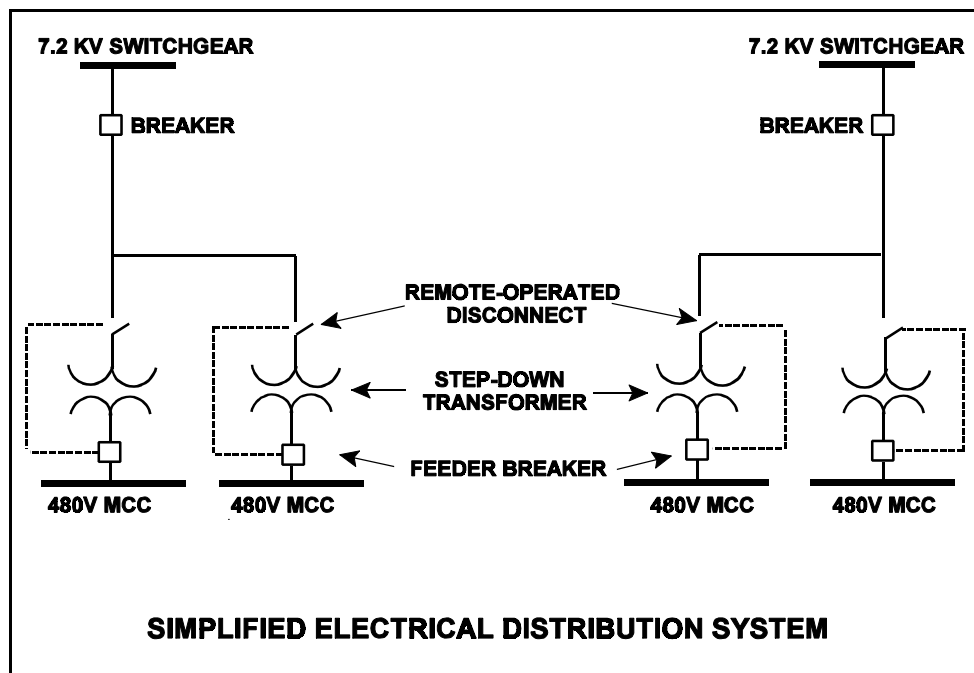 7.2 KV SWITCHGEAR
7.2 KV SWITCHGEAR
BREAKER
BREAKER
REMOTE-OPERATED
DISCONNECT
STEP-DOWN
TRANSFORMER
FEEDER BREAKER
480V MCC
480V MCC
480V MCC
480V MCC
SIMPLIFIED ELECTRICAL DISTRIBUTION SYSTEM